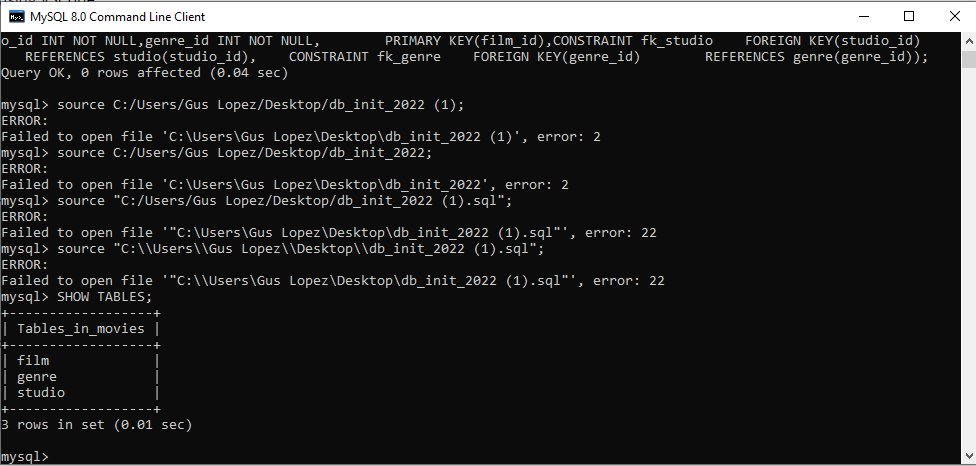 MySQL 8.0 Command Line Client
o_id INT NOT NULL,genre_id INT NOT NULL,        PRIMARY KEY(film_id),CONSTRAINT fk_studio    FOREIGN KEY(studio_id)
   REFERENCES studio(studio_id),    CONSTRAINT fk_genre    FOREIGN KEY(genre_id)        REFERENCES genre(genre_id));
Query OK, 0 rows affected (0.04 sec)

mysql> source C:/Users/Gus Lopez/Desktop/db_init_2022 (1);
ERROR:
Failed to open file 'C:\Users\Gus Lopez\Desktop\db_init_2022 (1)', error: 2
mysql> source C:/Users/Gus Lopez/Desktop/db_init_2022;
ERROR:
Failed to open file 'C:\Users\Gus Lopez\Desktop\db_init_2022', error: 2
mysql> source "C:/Users/Gus Lopez/Desktop/db_init_2022 (1).sql";
ERROR:
Failed to open file '"C:\Users\Gus Lopez\Desktop\db_init_2022 (1).sql"', error: 22
mysql> source "C:\\Users\\Gus Lopez\\Desktop\\db_init_2022 (1).sql";
ERROR:
Failed to open file '"C:\\Users\Gus Lopez\Desktop\db_init_2022 (1).sql"', error: 22
mysql> SHOW TABLES;
+------------------+
| Tables_in_movies |
+------------------+
| film             |
| genre            |
| studio           |
+------------------+
3 rows in set (0.01 sec)

mysql>